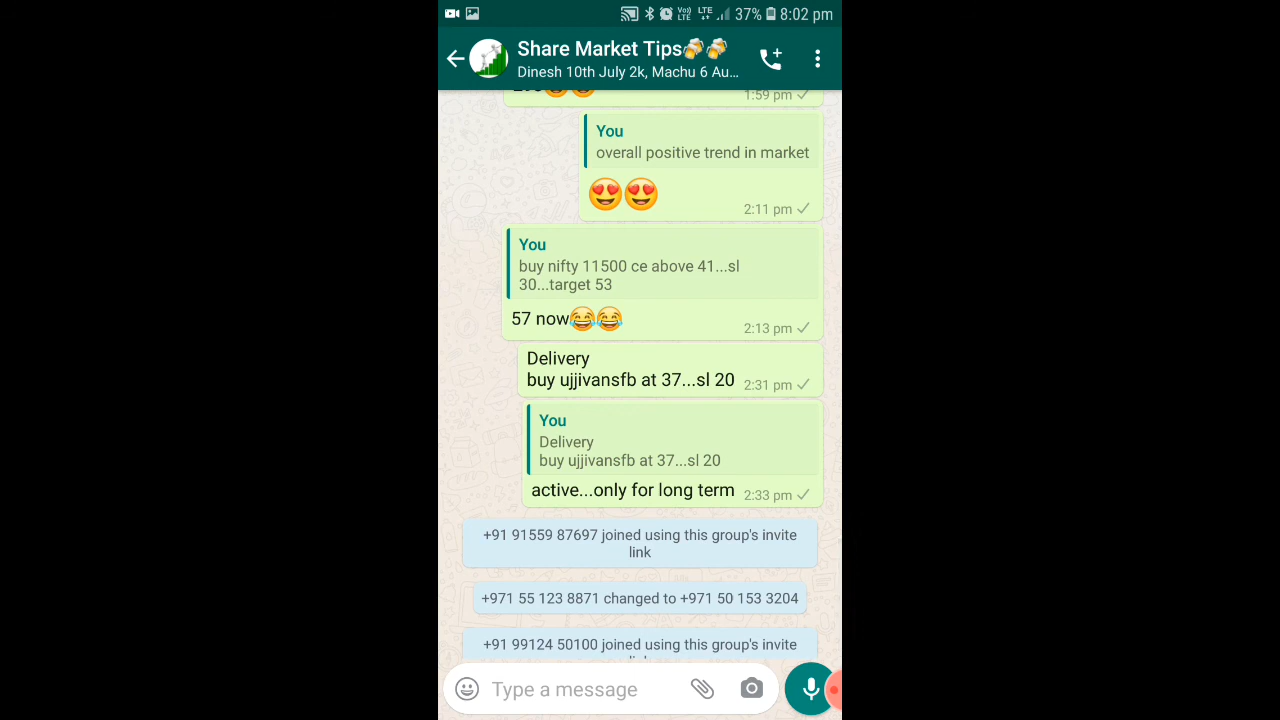 37% 8:02 pm
Share Market Tips🍻🍻
Dinesh 10th July 2k, Machu 6 Au...
1:59 pm
You
overall positive trend in market
😍😍
2:11 pm
You
buy nifty 11500 ce above 41...sl
30...target 53
57 now😂😂
2:13 pm
Delivery
buy ujjivansfb at 37...sl 20 2:31 pm
You
Delivery
buy ujjivansfb at 37...sl 20
active...only for long term 2:33 pm
+91 91559 87697 joined using this group's invite
link
+971 55 123 8871 changed to +971 50 153 3204
+91 99124 50100 joined using this group's invite
Type a message